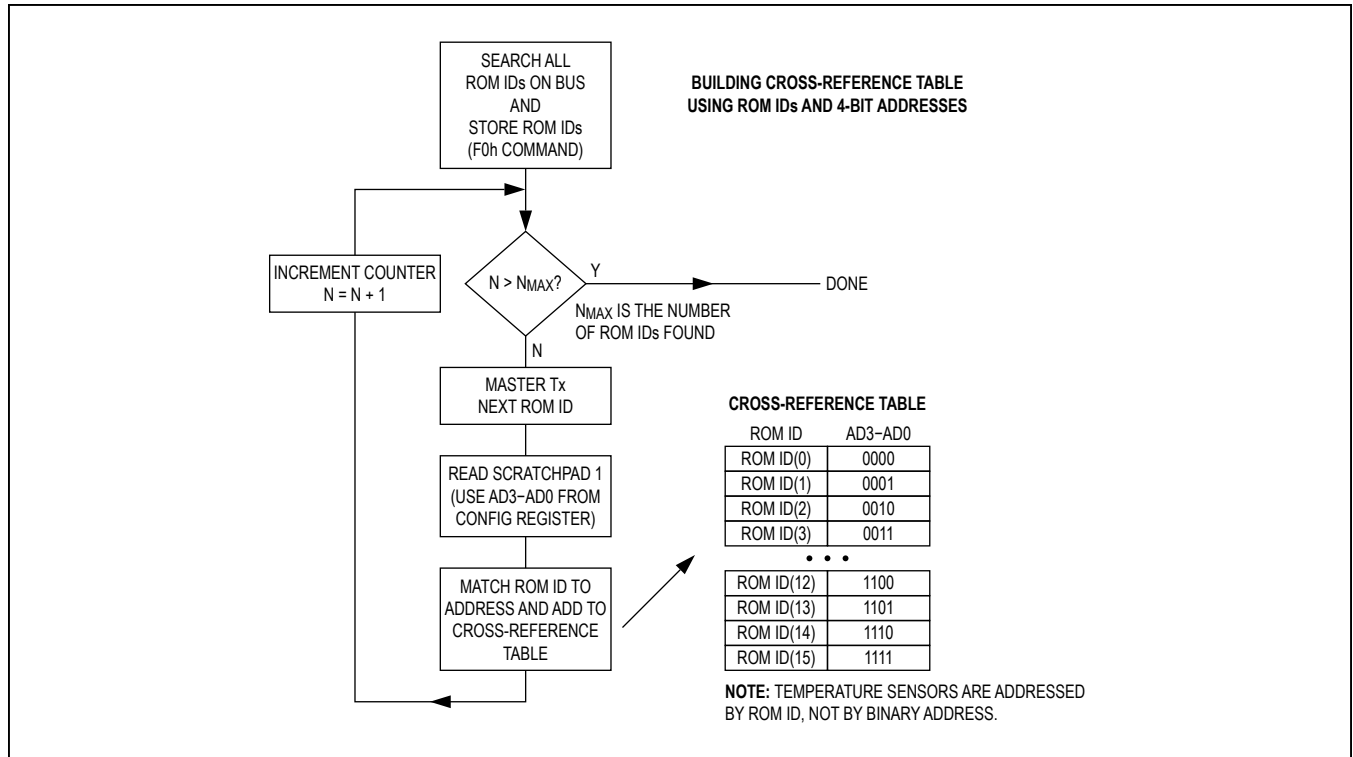 SEARCH ALL
ROM IDs ON BUS
AND
STORE ROM IDs
(F0h COMMAND)
BUILDING CROSS-REFERENCE TABLE
USING ROM IDs AND 4-BIT ADDRESSES
INCREMENT COUNTER
N = N + 1
N > NMAX?
Y
DONE
NMAX IS THE NUMBER
OF ROM IDs FOUND
N
MASTER Tx
NEXT ROM ID
READ SCRATCHPAD 1
(USE AD3–AD0 FROM
CONFIG REGISTER)
MATCH ROM ID TO
ADDRESS AND ADD TO
CROSS-REFERENCE
TABLE
CROSS-REFERENCE TABLE
ROM ID AD3–AD0
ROM ID(0) 0000
ROM ID(1) 0001
ROM ID(2) 0010
ROM ID(3) 0011
• • •
ROM ID(12) 1100
ROM ID(13) 1101
ROM ID(14) 1110
ROM ID(15) 1111
NOTE: TEMPERATURE SENSORS ARE ADDRESSED
BY ROM ID, NOT BY BINARY ADDRESS.